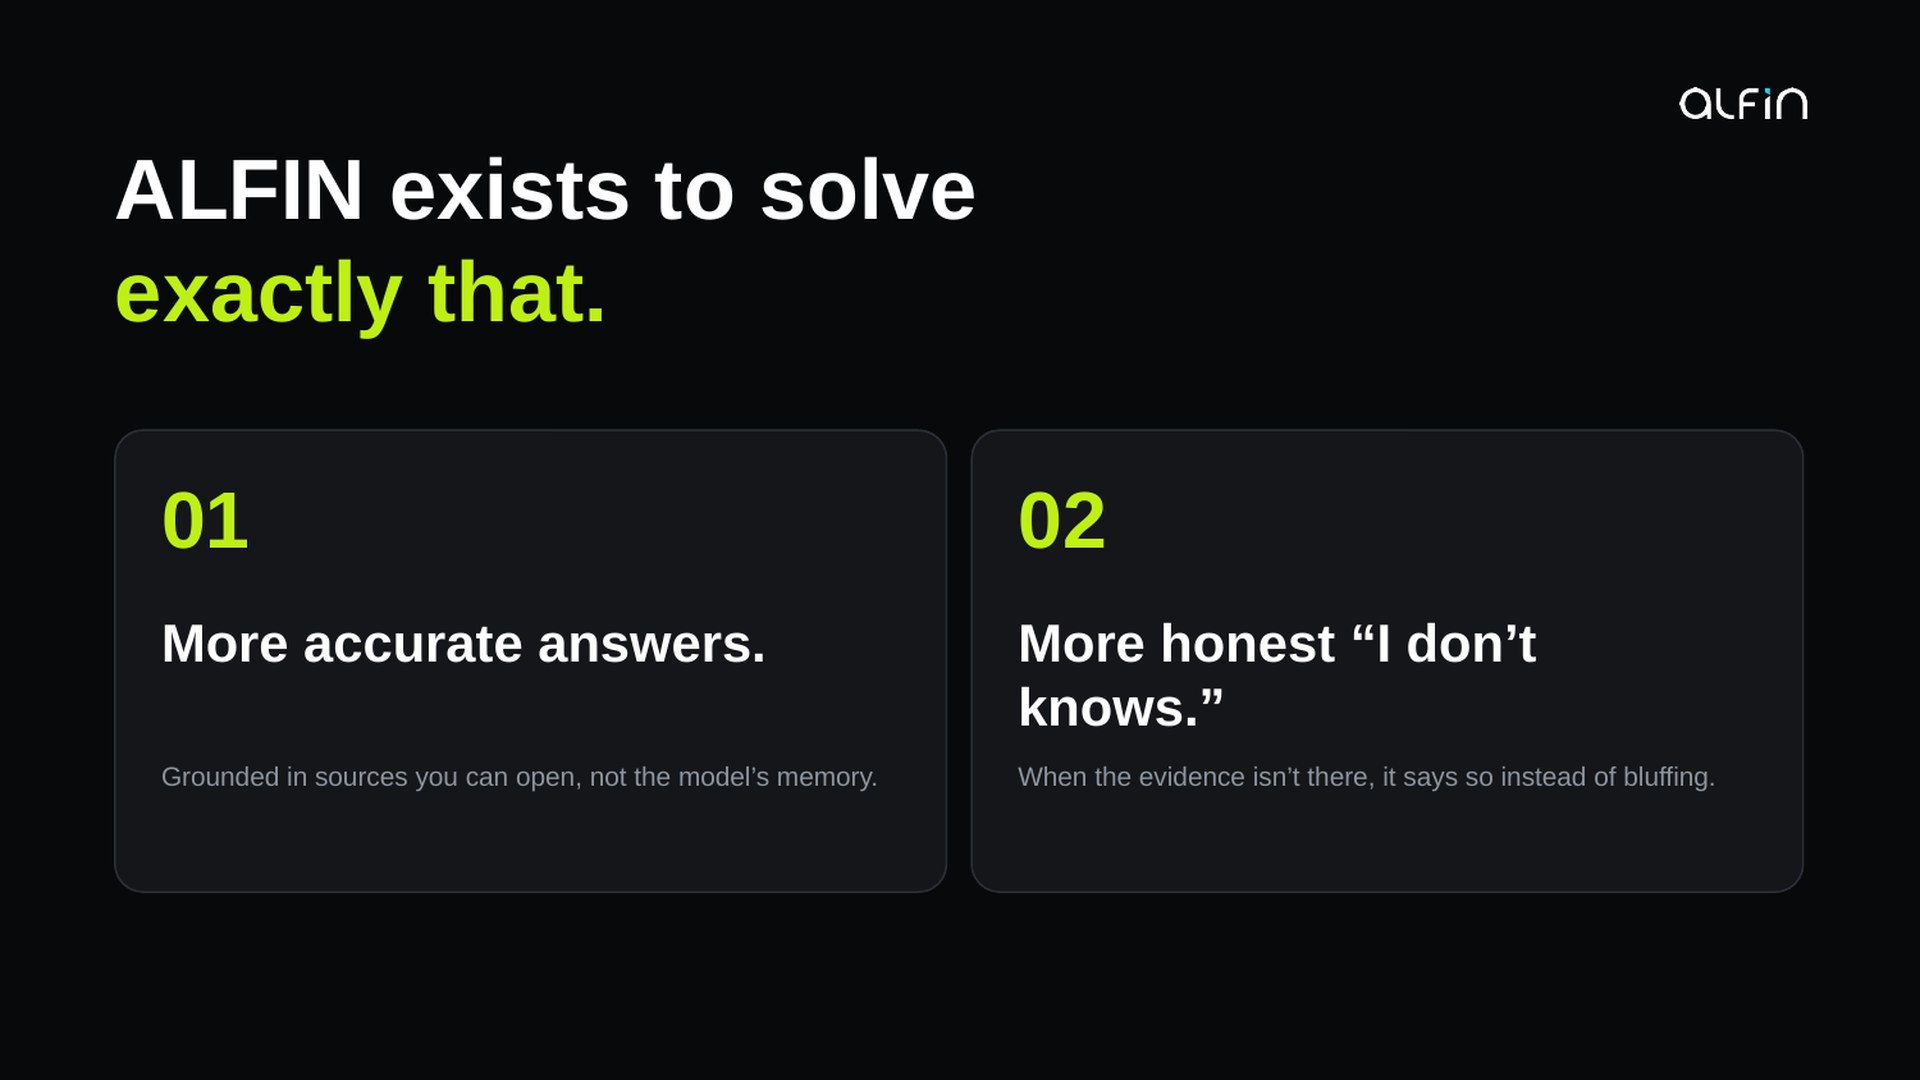 alfin
ALFIN exists to solve
exactly that.
01
More accurate answers.
Grounded in sources you can open, not the model’s memory.
02
More honest “I don’t
knows.”
When the evidence isn’t there, it says so instead of bluffing.